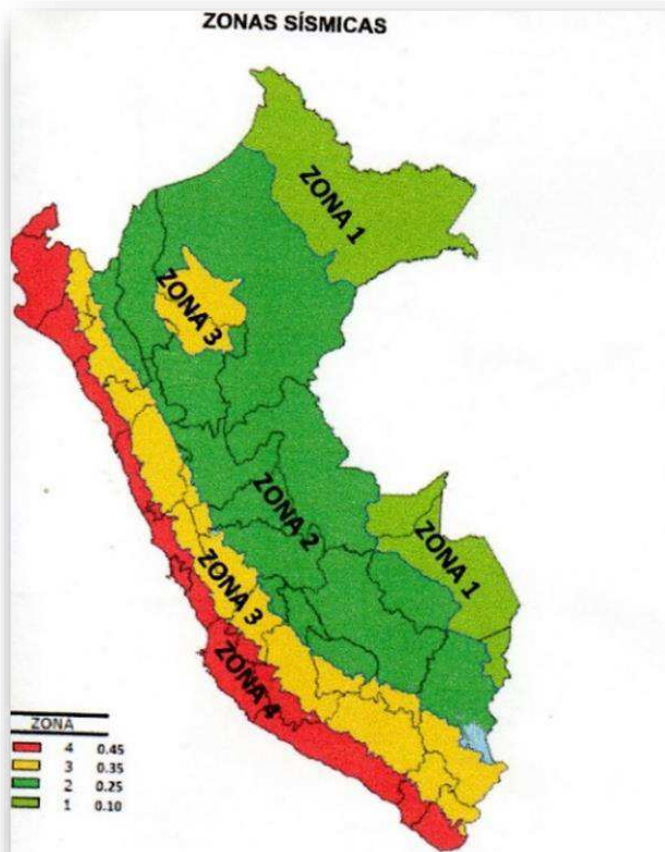 ZONAS SÍSMICAS
ZONA 1
ZONA 3
ZONA 2
ZONA 1
ZONA 3
ZONA 4
ZONA
4 0.45
3 0.35
2 0.25
1 0.10